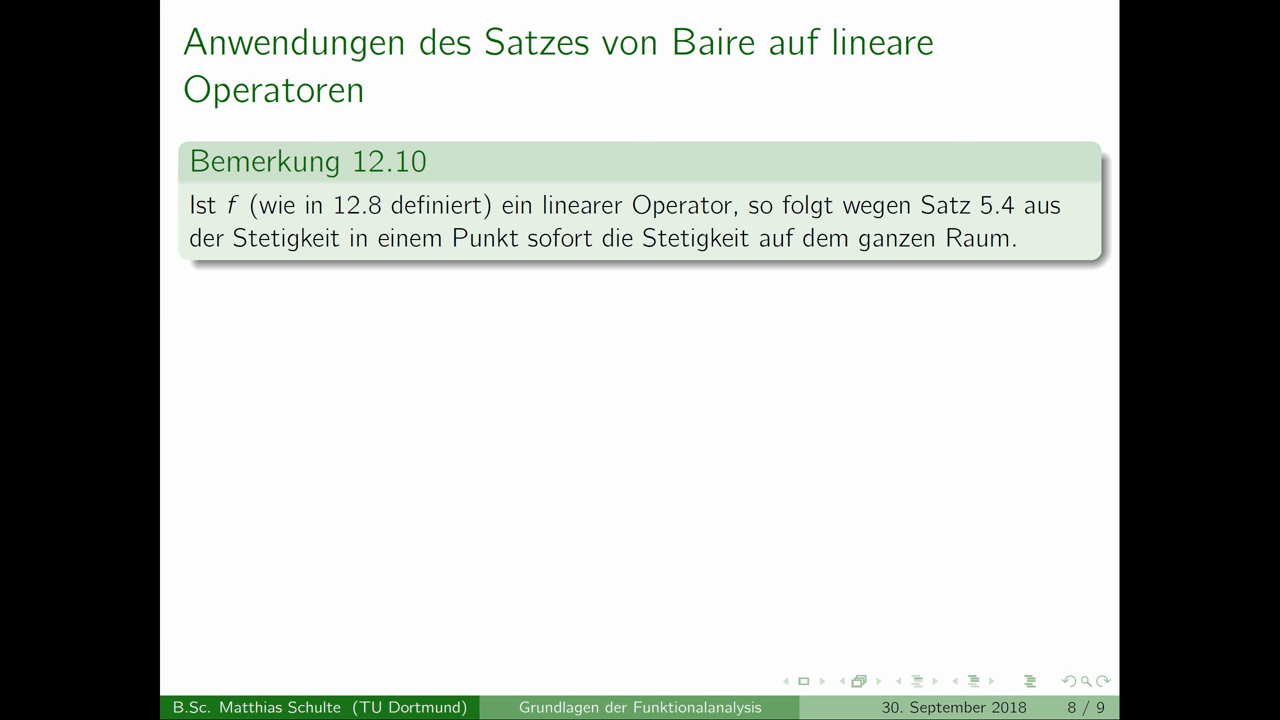 Anwendungen des Satzes von Baire auf lineare
Operatoren
Bemerkung 12.10
Ist f (wie in 12.8 definiert) ein linearer Operator, so folgt wegen Satz 5.4 aus
der Stetigkeit in einem Punkt sofort die Stetigkeit auf dem ganzen Raum.
B.Sc. Matthias Schulte (TU Dortmund) Grundlagen der Funktionalanalysis 30. September 2018 8 / 9